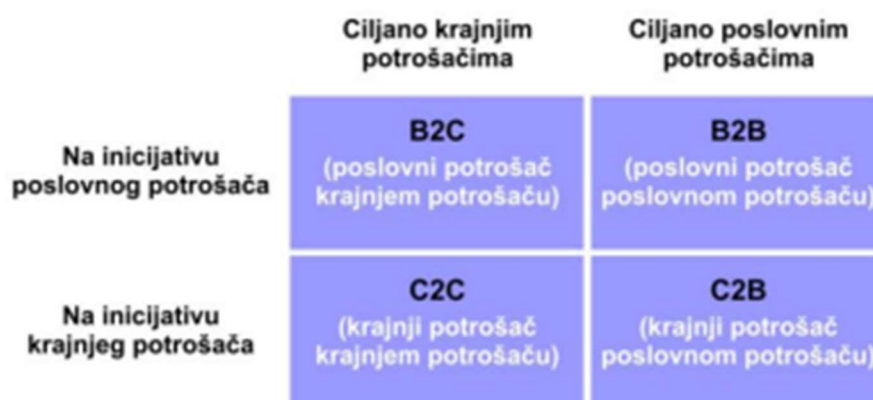 Ciljano krajnjim
potrošačima
Ciljano poslovnim
potrošačima
Na inicijativu
poslovnog potrošača
B2C
(poslovni potrošač
krajnjem potrošaču)
B2B
(poslovni potrošač
poslovnom potrošaču)
Na inicijativu
krajnjeg potrošača
C2C
(krajnji potrošač
krajnjem potrošaču)
C2B
(krajnji potrošač
poslovnom potrošaču)